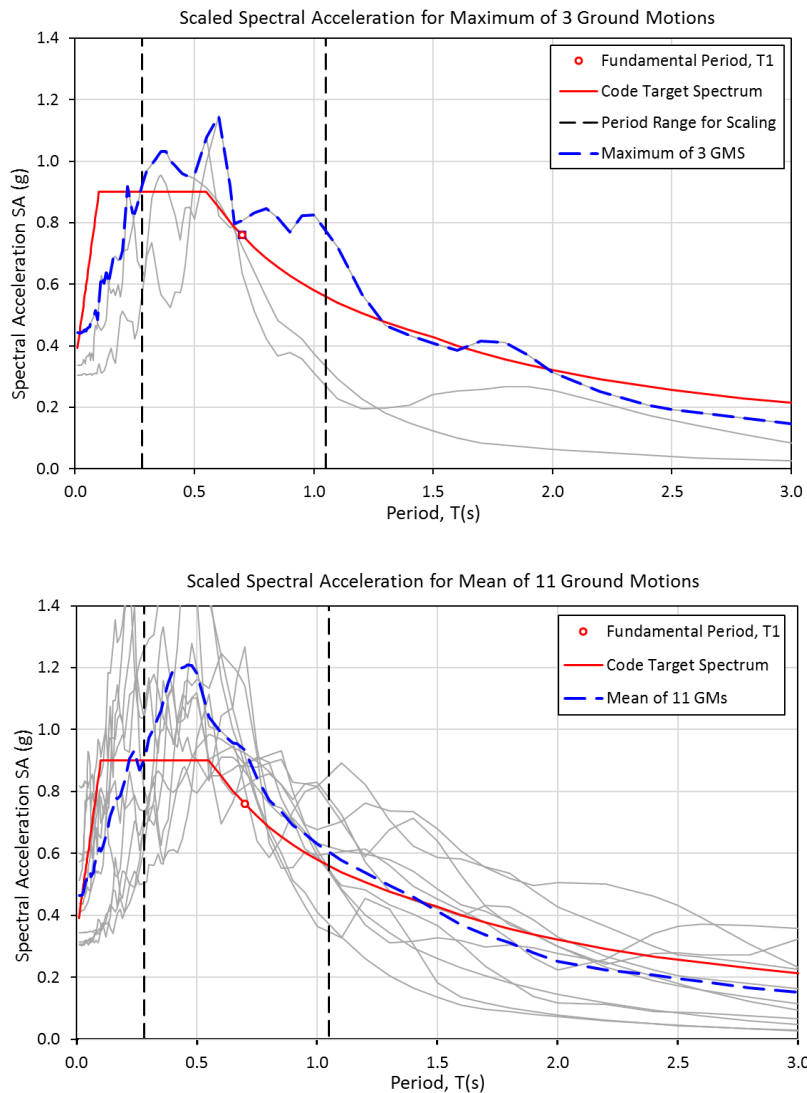 Scaled Spectral Acceleration for Maximum of 3 Ground Motions
1.4
1.2
1.0
0.8
0.6
0.4
0.2
0.0
Spectral Acceleration SA (g)
Fundamental Period, T1
Code Target Spectrum
Period Range for Scaling
Maximum of 3 GMS
0.0 0.5 1.0 1.5 2.0 2.5 3.0
Period, T(s)
Scaled Spectral Acceleration for Mean of 11 Ground Motions
1.4
1.2
1.0
0.8
0.6
0.4
0.2
0.0
Spectral Acceleration SA (g)
Fundamental Period, T1
Code Target Spectrum
Mean of 11 GMs
0.0 0.5 1.0 1.5 2.0 2.5 3.0
Period, T(s)